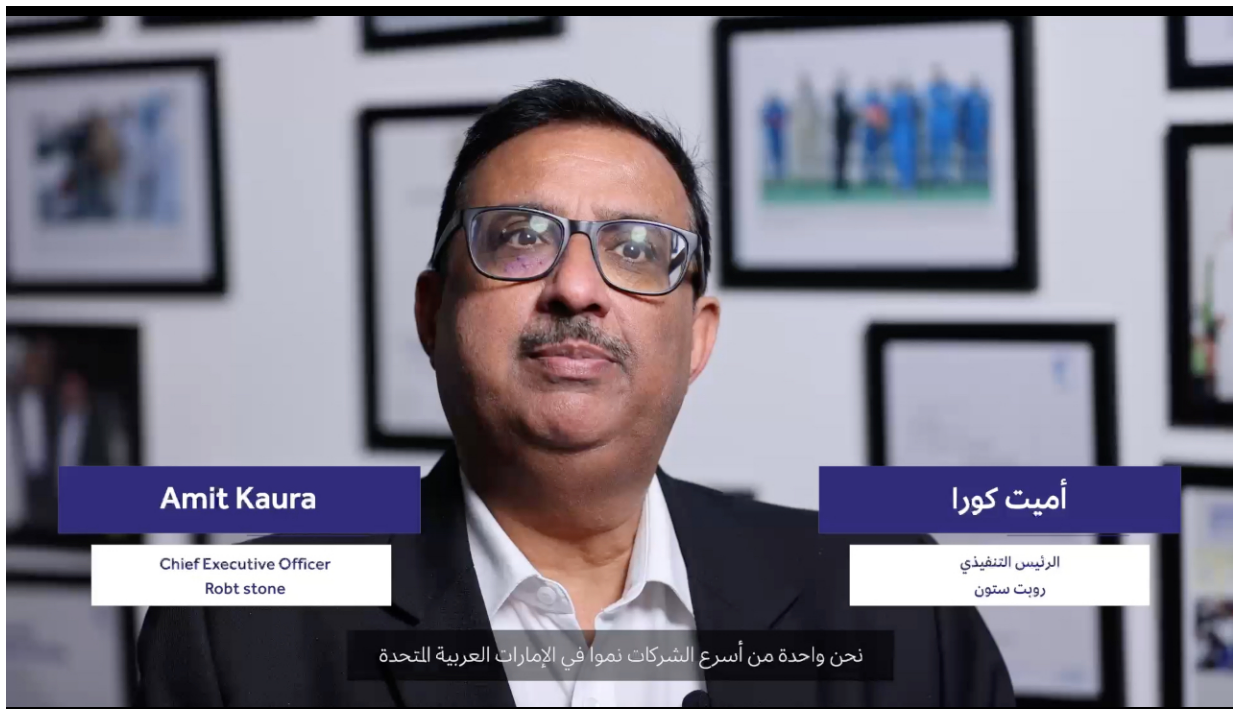 Amit Kaura
Chief Executive Officer
Robt stone
أميت كورا
الرئيس التنفيذي
روبت ستون
نحن واحدة من أسرع الشركات نموا في الإمارات العربية المتحدة